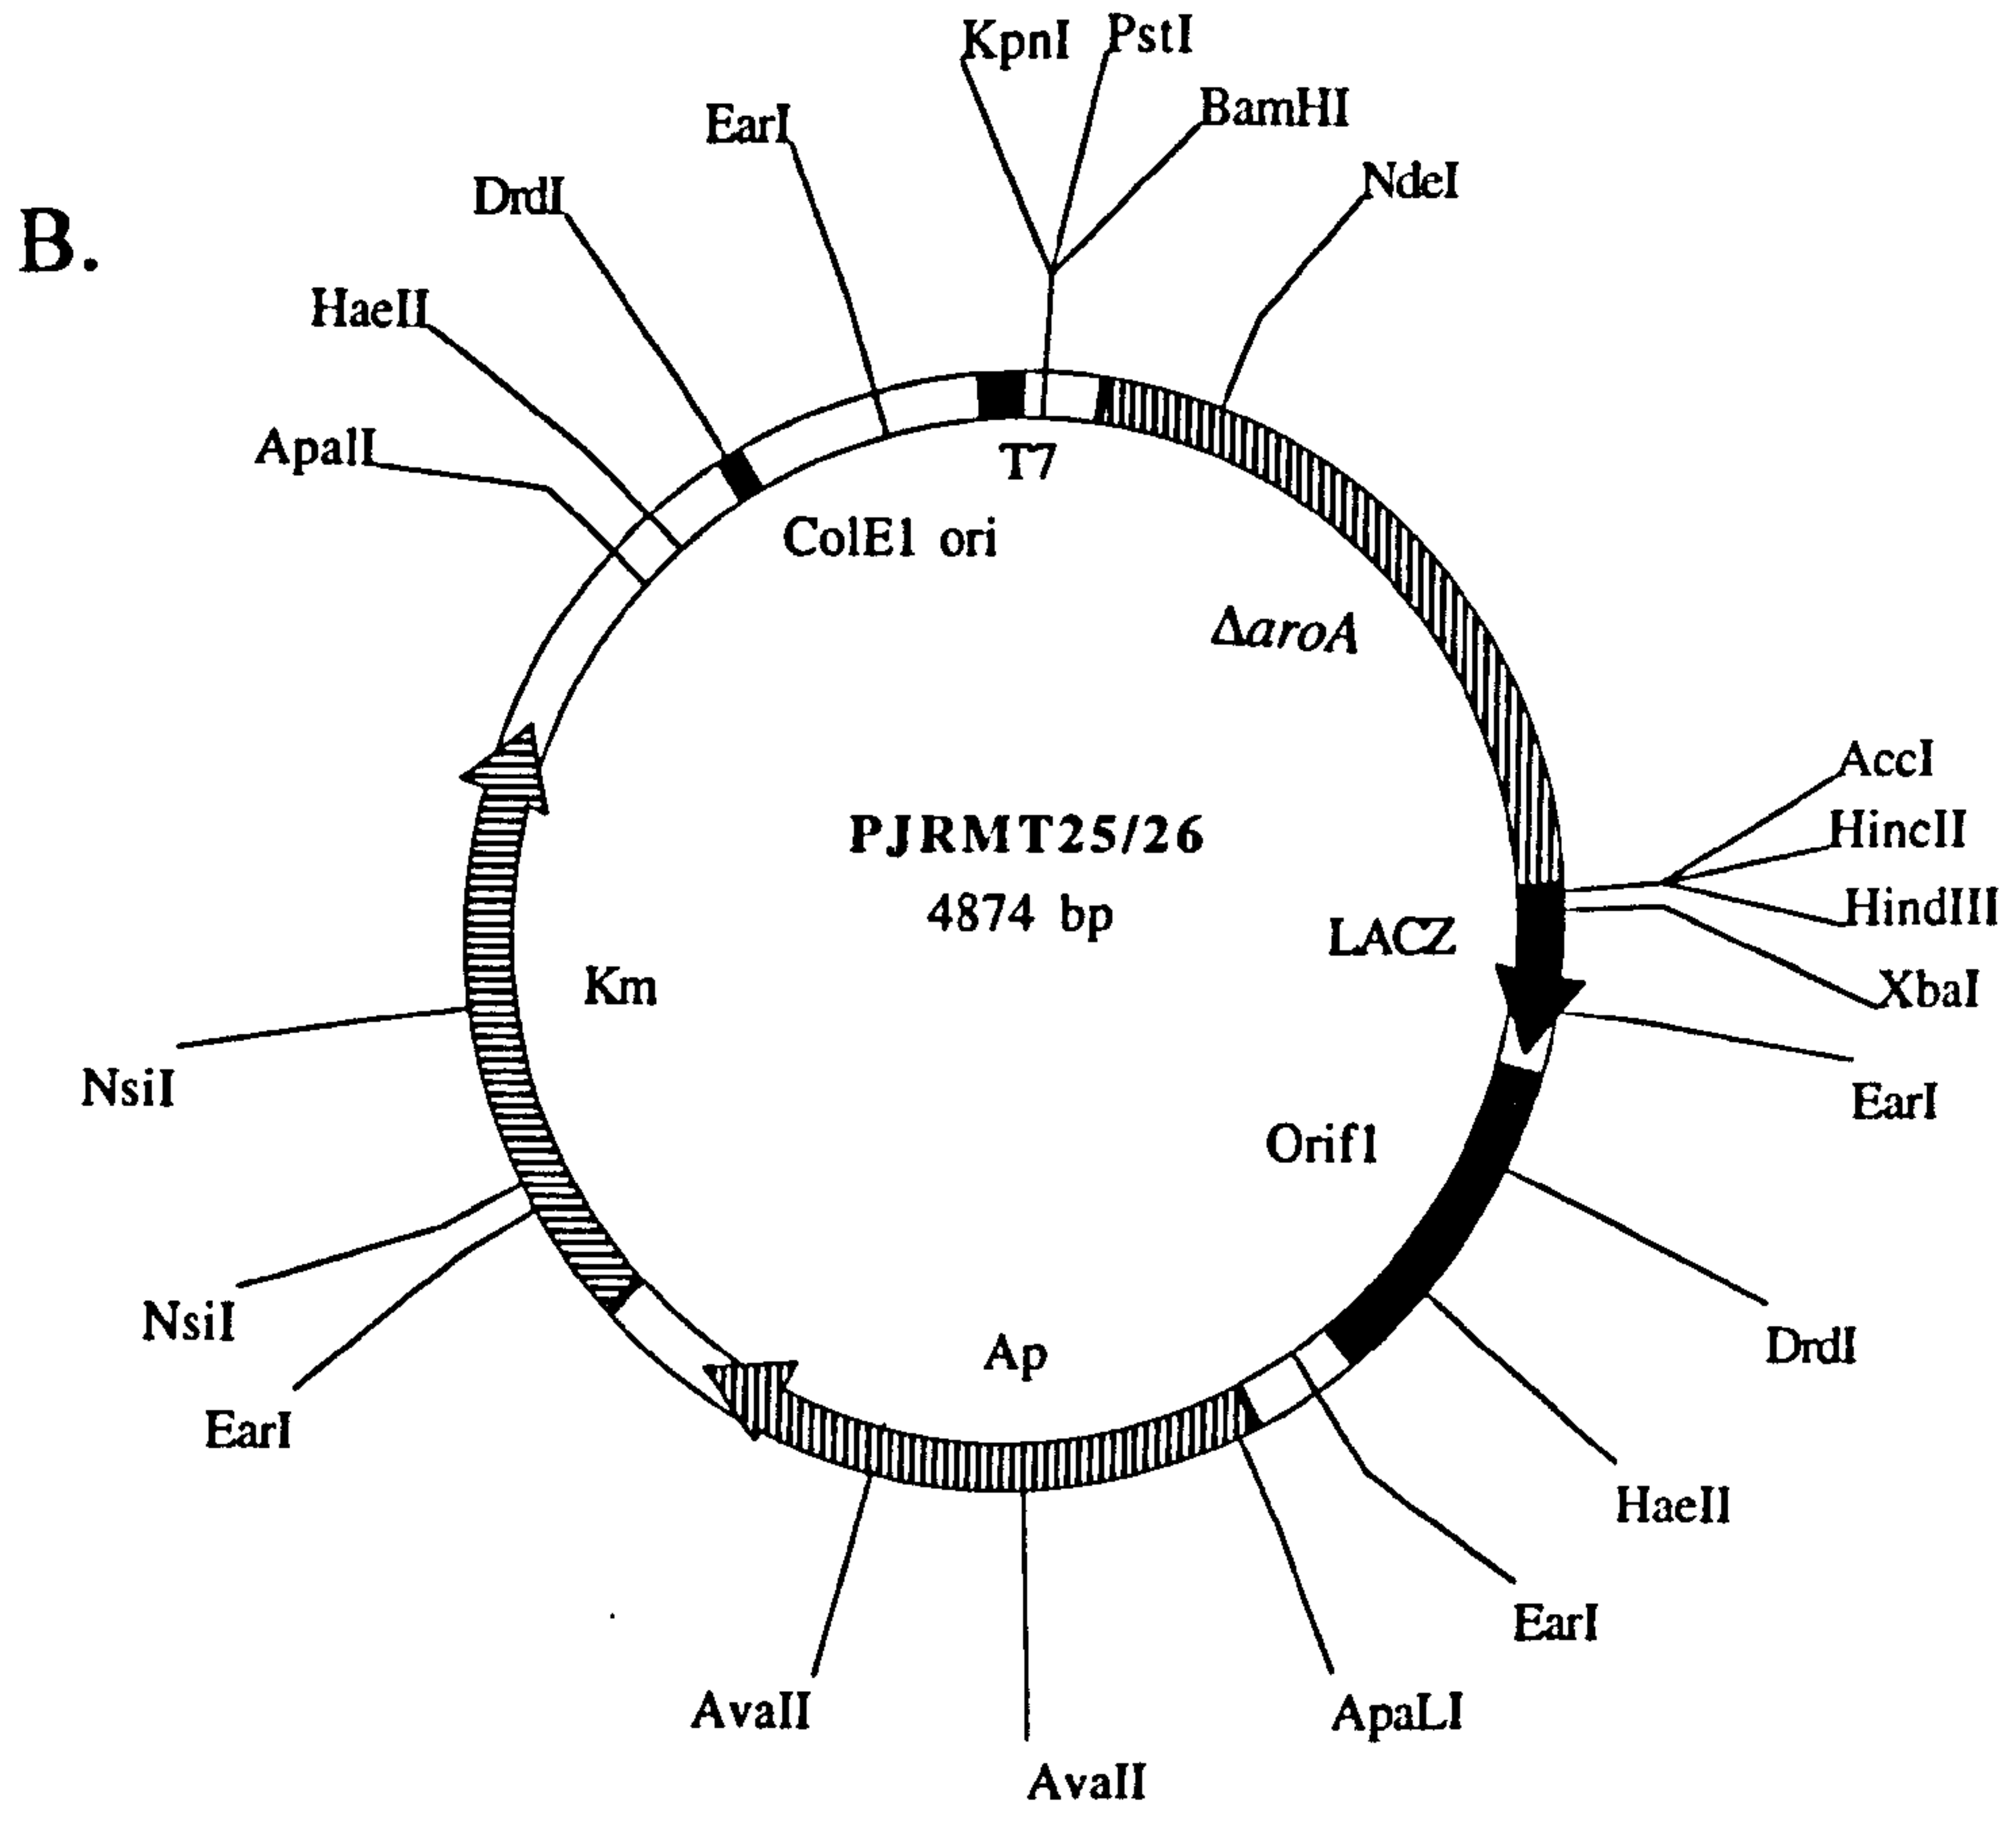 B.
KpnI
PstI
BamHI
NdeI
EarI
DrdI
HaeII
ApalI
T7
ColE1 ori
ΔaroA
AccI
HincII
HindIII
XbaI
EarI
PJRMT25/26
4874 bp
LACZ
Km
Orif1
NsiI
NsiI
EarI
Ap
DrdI
HaeII
EarI
ApaLI
AvaII
AvaII